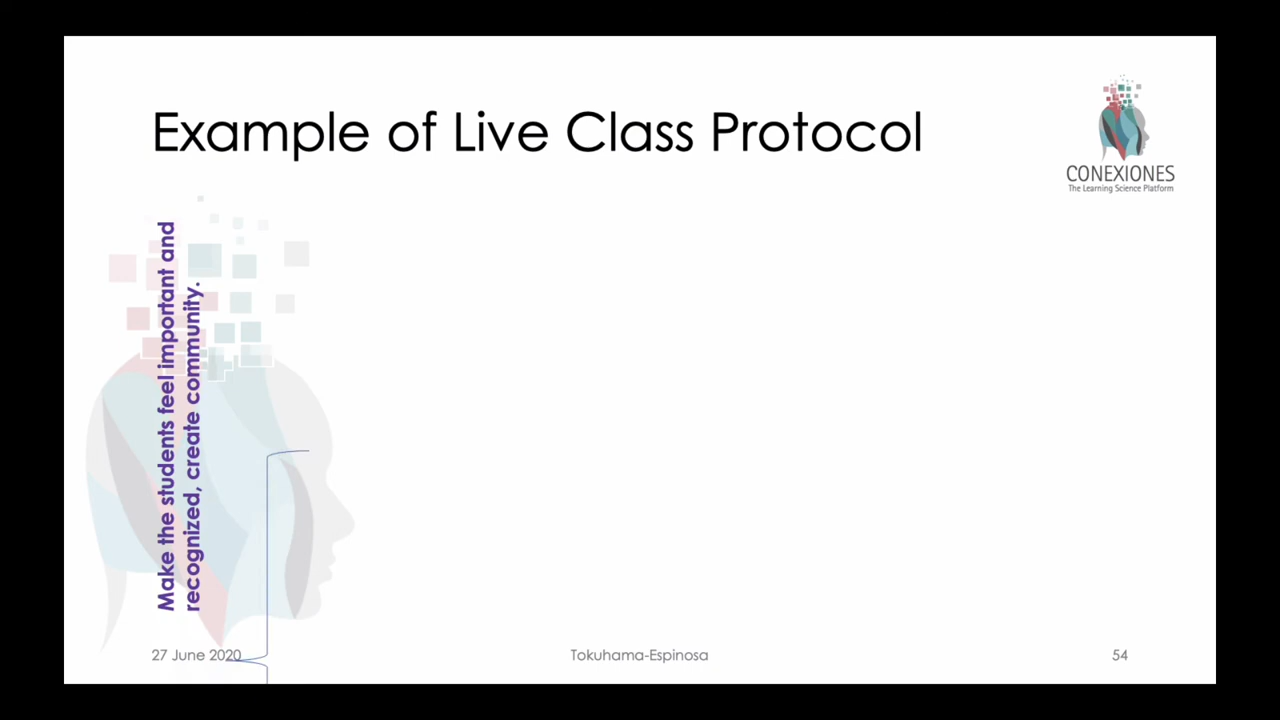 Example of Live Class Protocol
CONEXIONES
The Learning Science Platform
Make the students feel important and
recognized, create community.
27 June 2020
Tokuhama-Espinosa
54